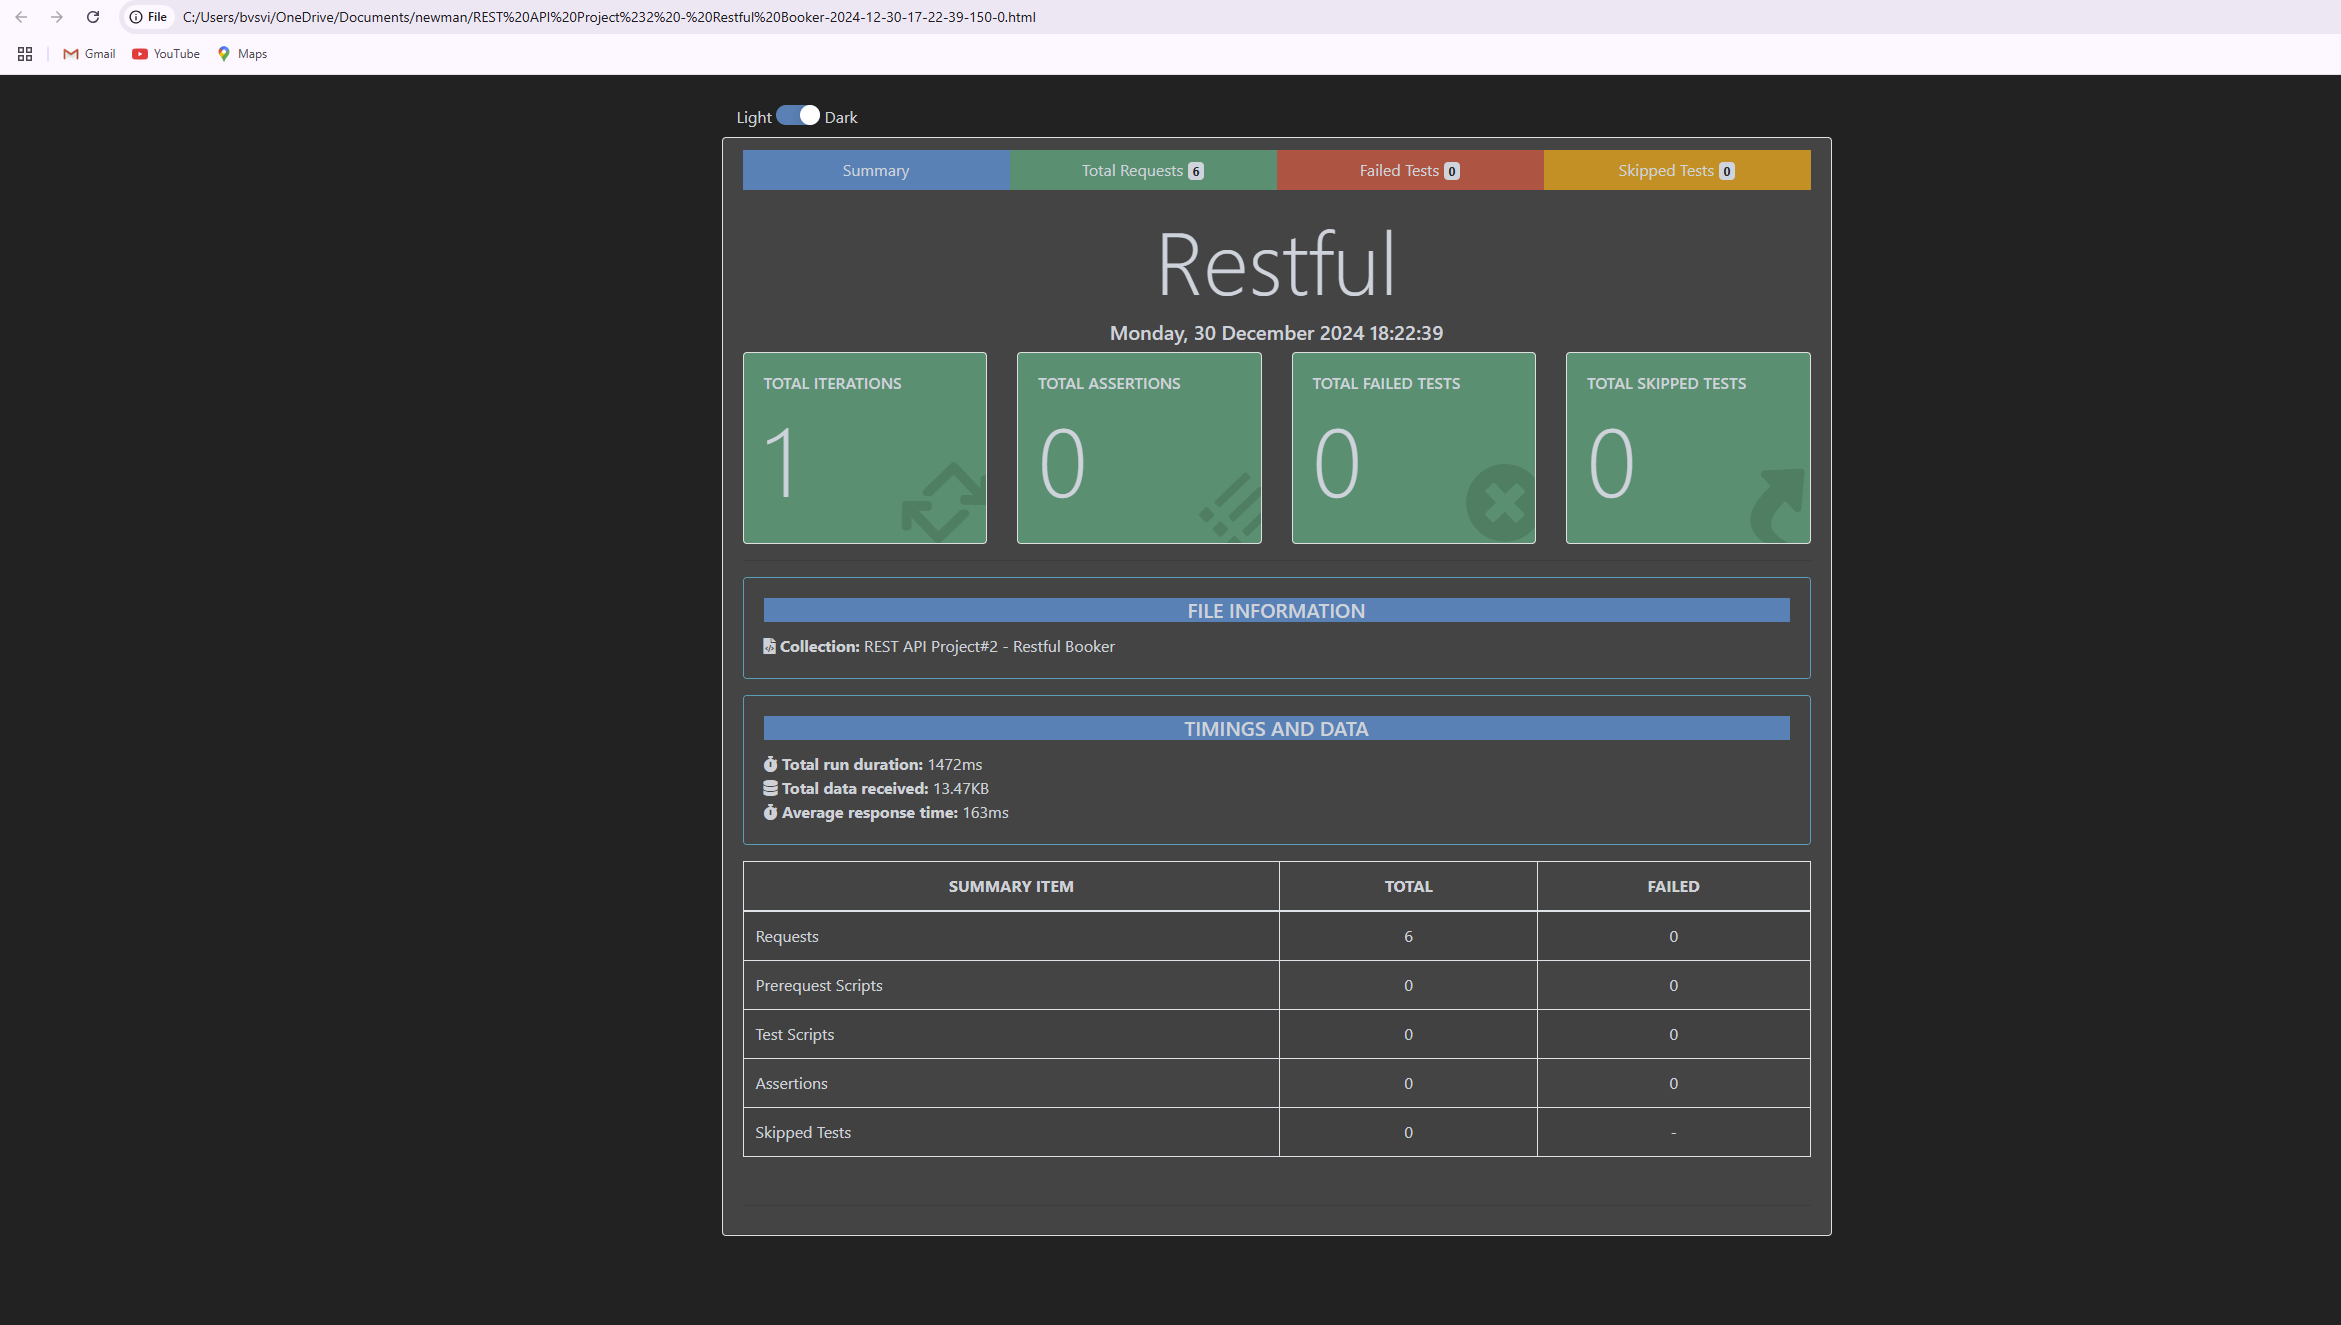 File C:/Users/bvsvi/OneDrive/Documents/newman/REST%20API%20Project%232%20-%20Restful%20Booker-2024-12-30-17-22-39-150-0.html
Gmail YouTube Maps
Light Dark
Summary Total Requests 6 Failed Tests 0 Skipped Tests 0
Restful
Monday, 30 December 2024 18:22:39
TOTAL ITERATIONS TOTAL ASSERTIONS TOTAL FAILED TESTS TOTAL SKIPPED TESTS
1 0 0 0
FILE INFORMATION
Collection: REST API Project#2 - Restful Booker
TIMINGS AND DATA
Total run duration: 1472ms
Total data received: 13.47KB
Average response time: 163ms
SUMMARY ITEM TOTAL FAILED
Requests 6 0
Prerequest Scripts 0 0
Test Scripts 0 0
Assertions 0 0
Skipped Tests 0 -